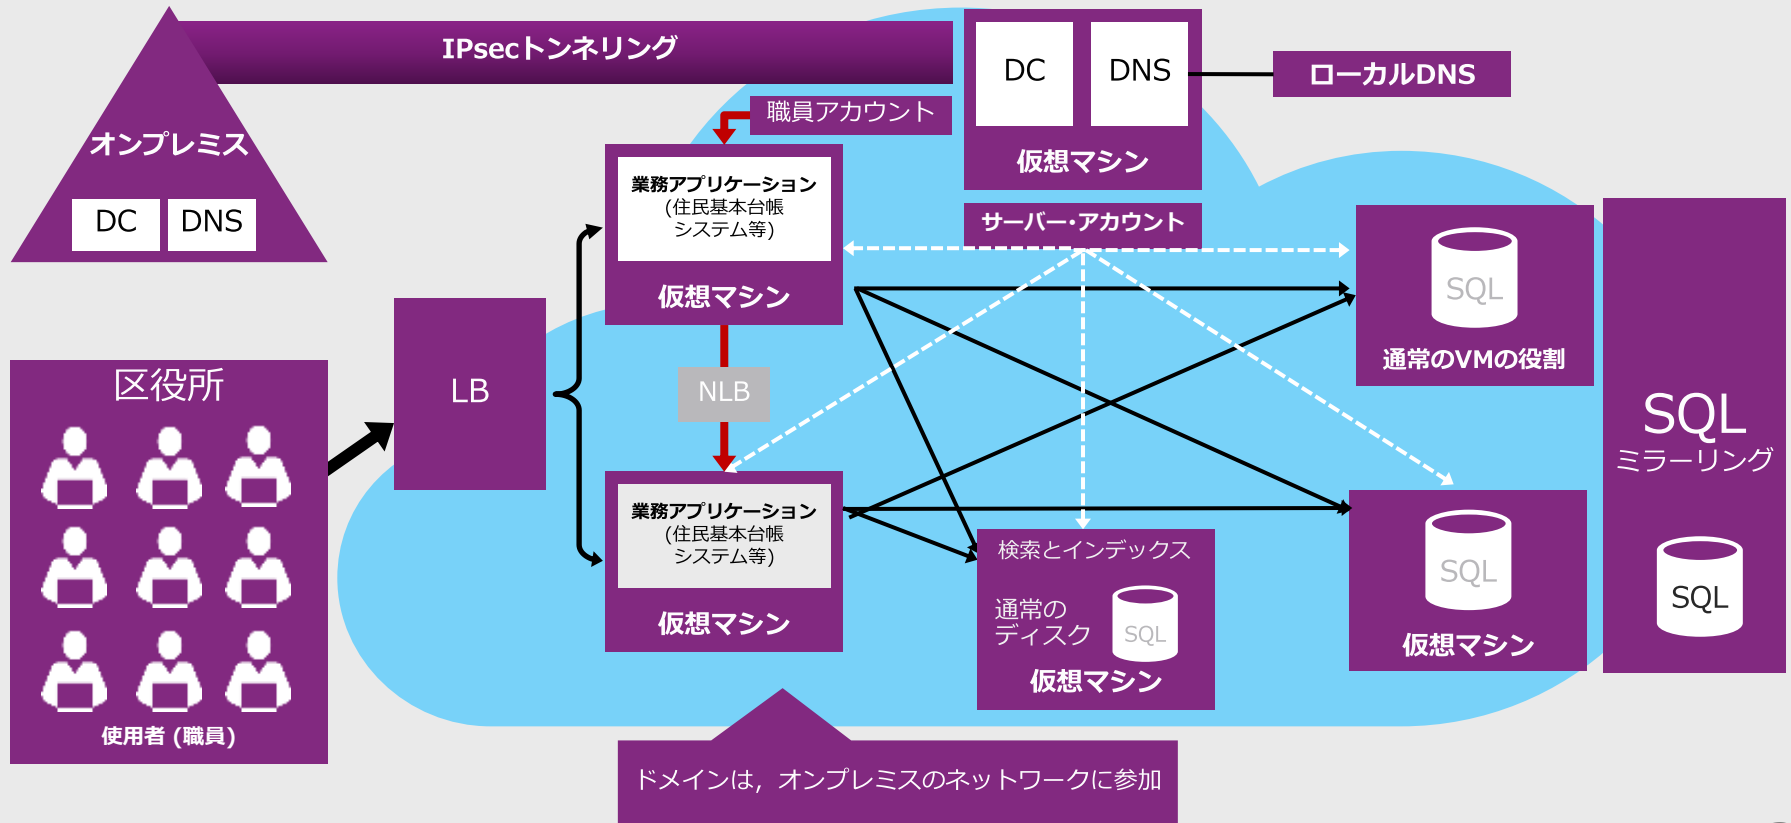 IPsecトンネリング
オンプレミス
DC
DNS
職員アカウント
DC
DNS
仮想マシン
ローカルDNS
業務アプリケーション
(住民基本台帳
システム等)
仮想マシン
サーバー・アカウント
SQL
通常のVMの役割
区役所
使用者 (職員)
LB
NLB
業務アプリケーション
(住民基本台帳
システム等)
仮想マシン
検索とインデックス
通常の
ディスク
SQL
仮想マシン
SQL
仮想マシン
SQL
ミラーリング
SQL
ドメインは，オンプレミスのネットワークに参加